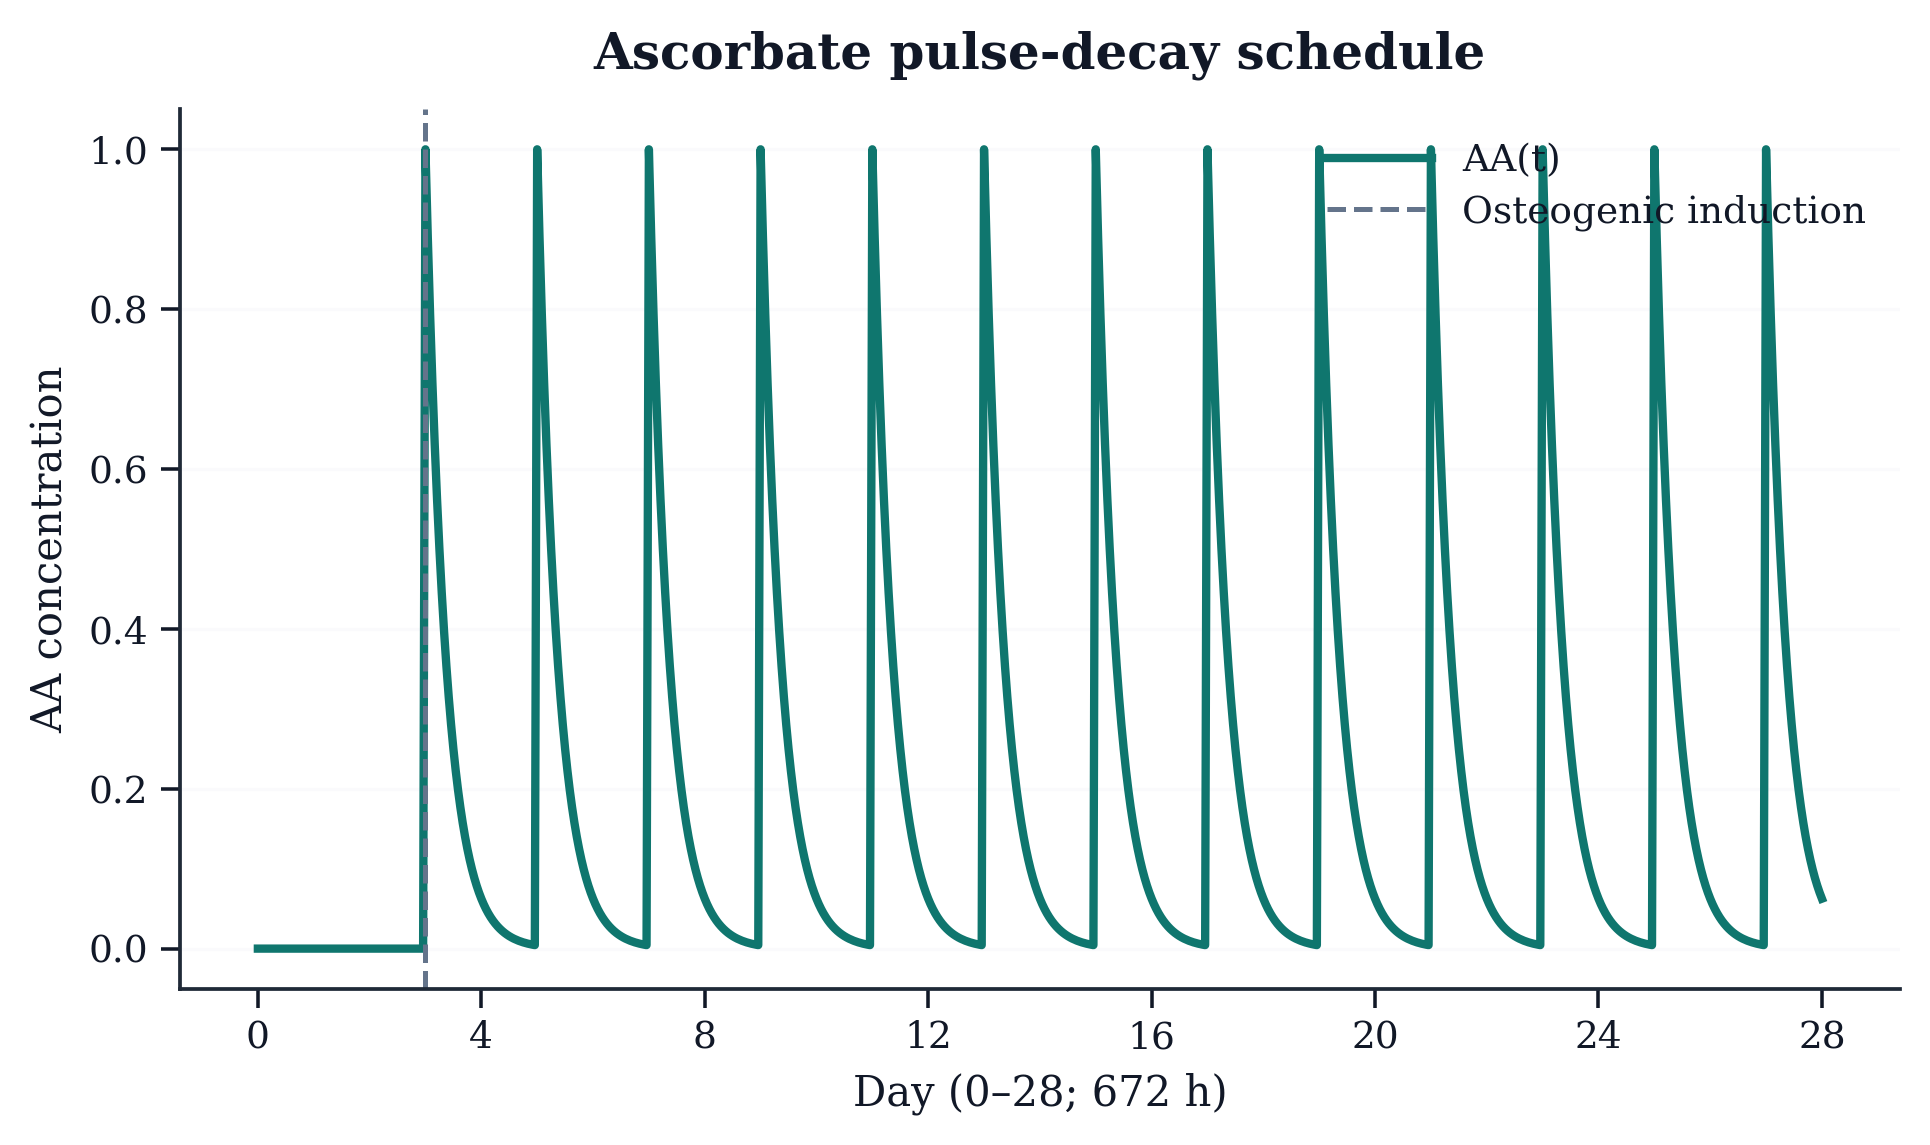 Ascorbate pulse-decay schedule
AA(t)
Osteogenic induction
AA concentration
1.0
0.8
0.6
0.4
0.2
0.0
0 4 8 12 16 20 24 28
Day (0–28; 672 h)